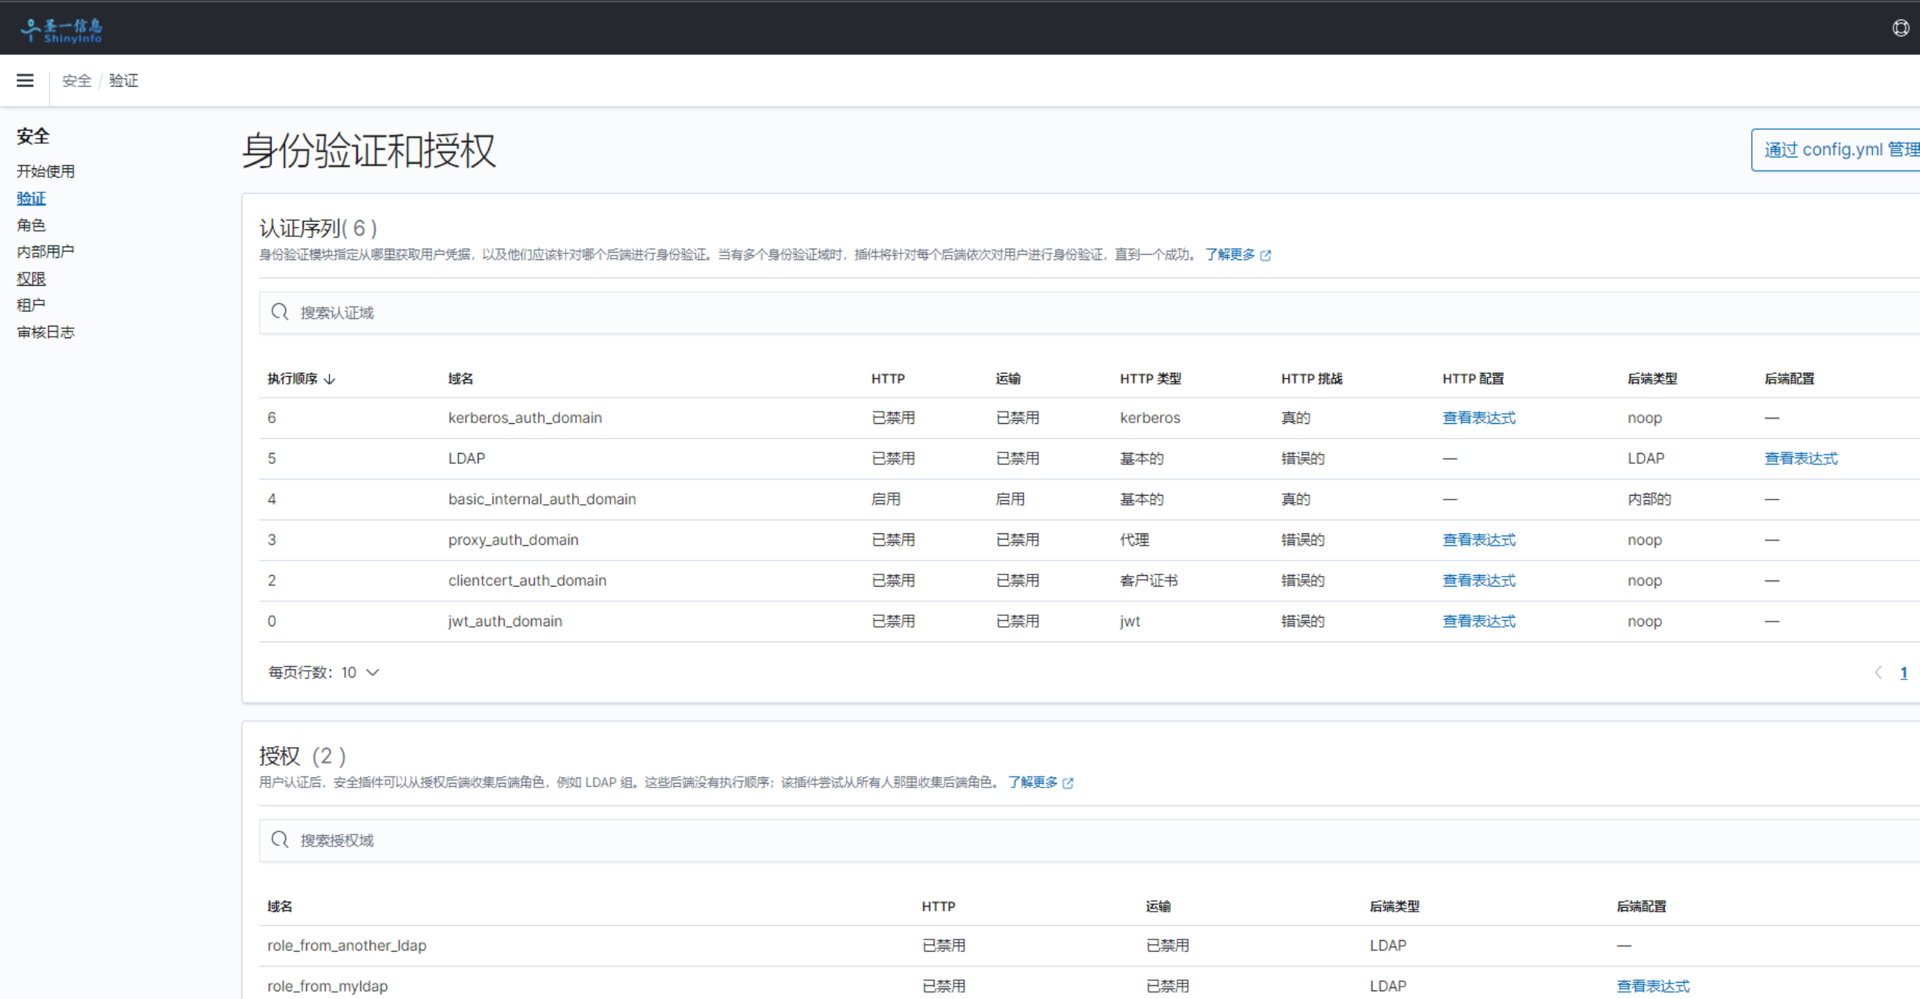 圣一信息
ShinyInfo
安全 / 验证
安全
开始使用
验证
角色
内部用户
权限
租户
审核日志
身份验证和授权
通过 config.yml 管理
认证序列( 6 )
身份验证模块指定从哪里获取用户凭据，以及他们应该针对哪个后端进行身份验证。当有多个身份验证域时，插件将针对每个后端依次对用户进行身份验证，直到一个成功。 了解更多
搜索认证域
执行顺序 域名 HTTP 运输 HTTP 类型 HTTP 挑战 HTTP 配置 后端类型 后端配置
6 kerberos_auth_domain 已禁用 已禁用 kerberos 真的 查看表达式 noop —
5 LDAP 已禁用 已禁用 基本的 错误的 — LDAP 查看表达式
4 basic_internal_auth_domain 启用 启用 基本的 真的 — 内部的 —
3 proxy_auth_domain 已禁用 已禁用 代理 错误的 查看表达式 noop —
2 clientcert_auth_domain 已禁用 已禁用 客户证书 错误的 查看表达式 noop —
0 jwt_auth_domain 已禁用 已禁用 jwt 错误的 查看表达式 noop —
每页行数：10
1
授权 （2 ）
用户认证后，安全插件可以从授权后端收集后端角色，例如 LDAP 组。这些后端没有执行顺序；该插件尝试从所有人那里收集后端角色。 了解更多
搜索授权域
域名 HTTP 运输 后端类型 后端配置
role_from_another_ldap 已禁用 已禁用 LDAP —
role_from_myldap 已禁用 已禁用 LDAP 查看表达式